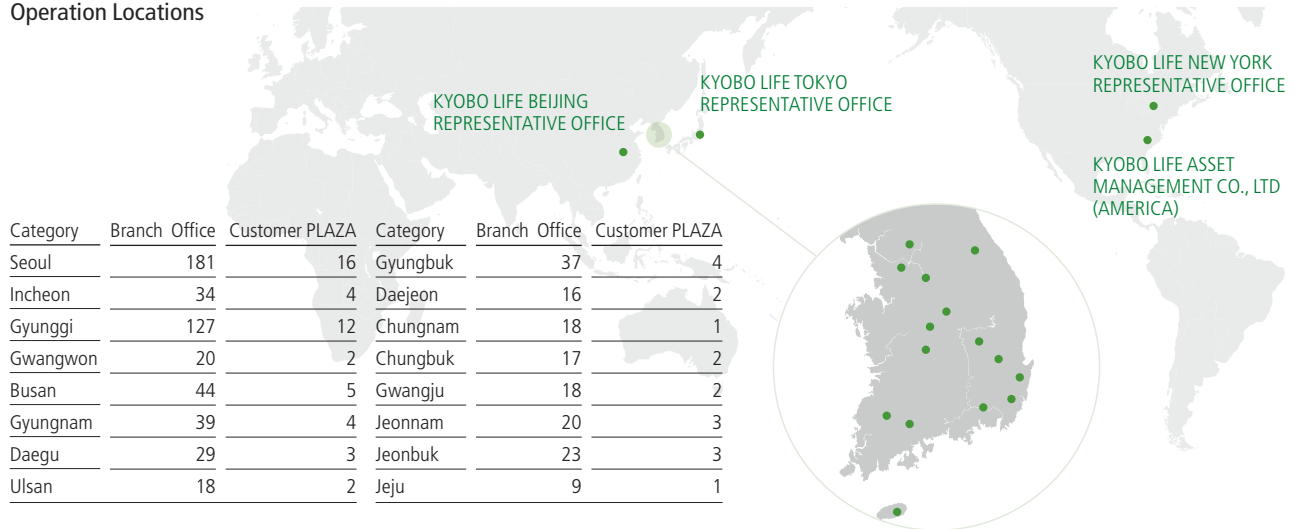 Operation Locations
KYOBO LIFE BEIJING
REPRESENTATIVE OFFICE
KYOBO LIFE TOKYO
REPRESENTATIVE OFFICE
KYOBO LIFE NEW YORK
REPRESENTATIVE OFFICE
KYOBO LIFE ASSET
MANAGEMENT CO., LTD
(AMERICA)
Category Branch Office Customer PLAZA Category Branch Office Customer PLAZA
Seoul 181 16 Gyungbuk 37 4
Incheon 34 4 Daejeon 16 2
Gyunggi 127 12 Chungnam 18 1
Gwangwon 20 2 Chungbuk 17 2
Busan 44 5 Gwangju 18 2
Gyungnam 39 4 Jeonnam 20 3
Daegu 29 3 Jeonbuk 23 3
Ulsan 18 2 Jeju 9 1